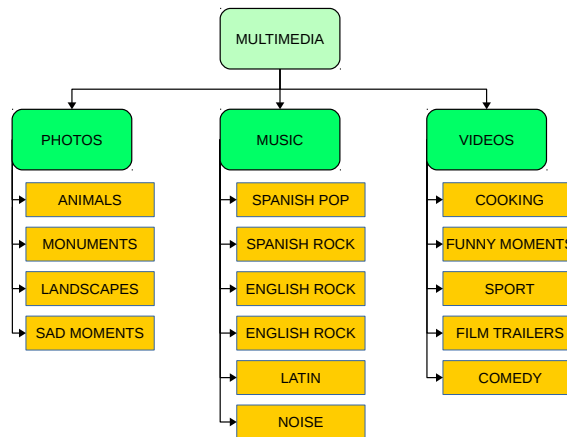 MULTIMEDIA
PHOTOS
MUSIC
VIDEOS
ANIMALS
SPANISH POP
COOKING
MONUMENTS
SPANISH ROCK
FUNNY MOMENTS
LANDSCAPES
ENGLISH ROCK
SPORT
SAD MOMENTS
ENGLISH ROCK
FILM TRAILERS
LATIN
COMEDY
NOISE